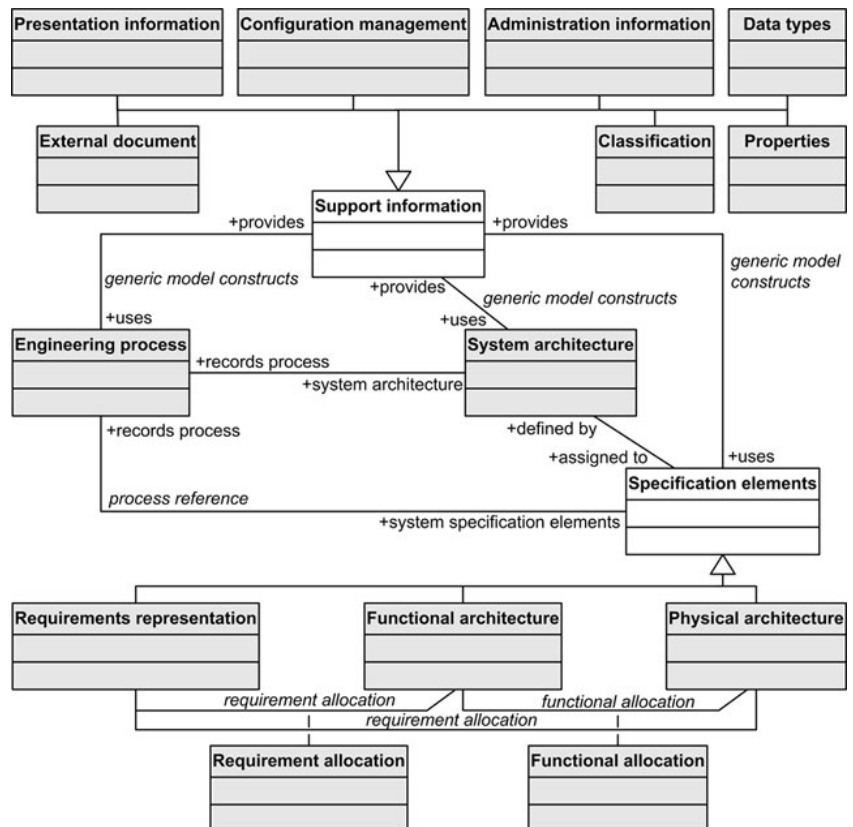 Presentation information
Configuration management
Administration information
Data types
External document
Classification
Properties
Support information
+provides
+provides
generic model constructs
+provides
generic model constructs
generic model
constructs
+uses
+uses
Engineering process
System architecture
+records process
+system architecture
+records process
+defined by
+assigned to
+uses
Specification elements
process reference
+system specification elements
Requirements representation
Functional architecture
Physical architecture
requirement allocation
functional allocation
requirement allocation
Requirement allocation
Functional allocation